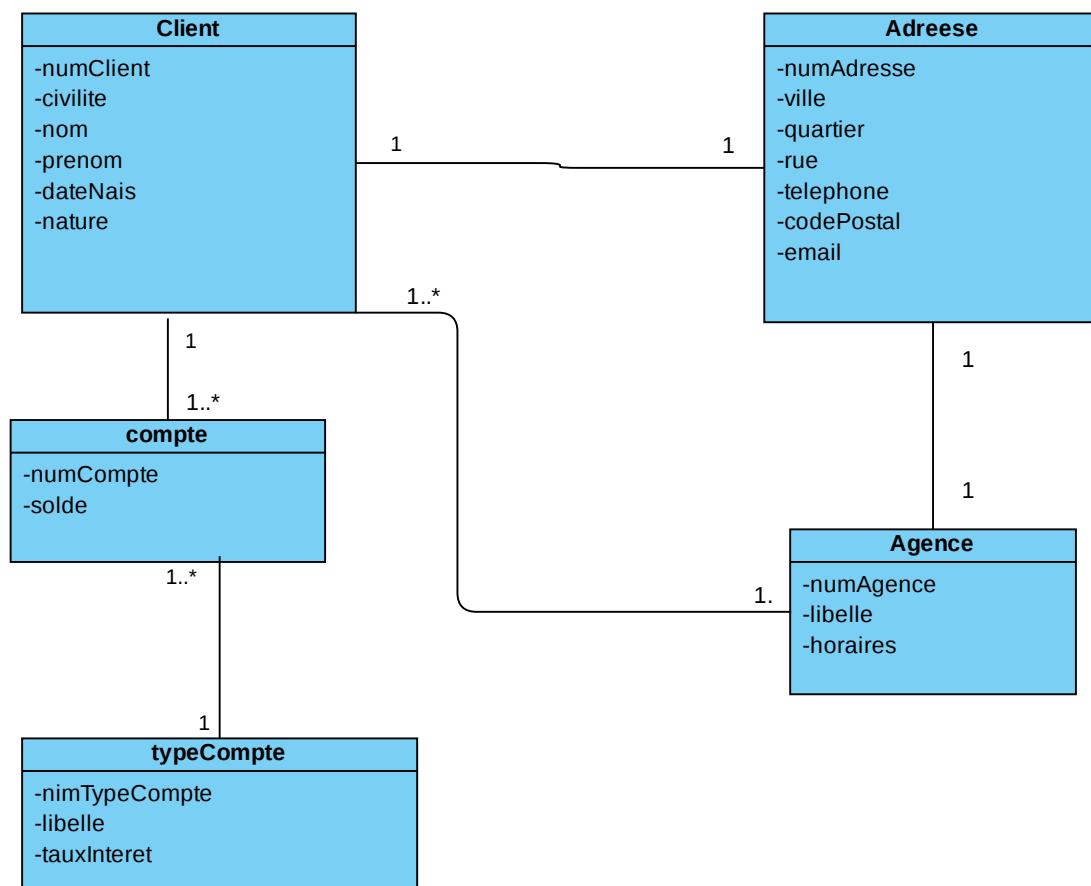 Client
-numClient
-civilite
-nom
-prenom
-dateNais
-nature
Adreese
-numAdresse
-ville
-quartier
-rue
-telephone
-codePostal
-email
1
1
1..*
1
1..*
1
1
1.
compte
-numCompte
-solde
Agence
-numAgence
-libelle
-horaires
1..*
1
typeCompte
-nimTypeCompte
-libelle
-tauxInteret